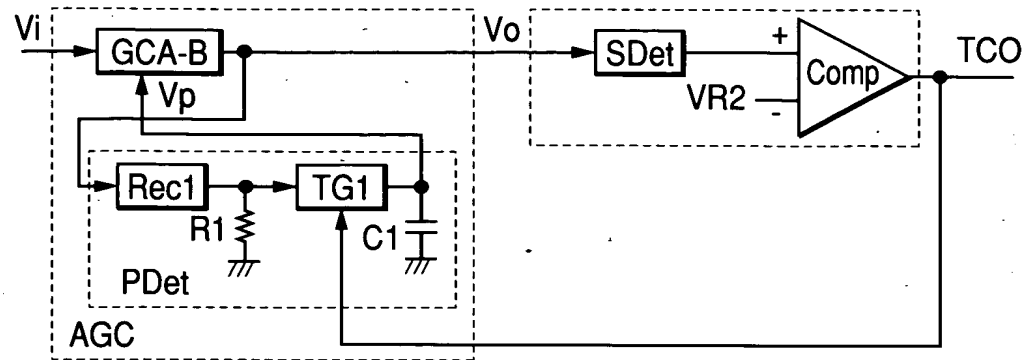 Vi
GCA-B
Vo
SDet
+
Comp
TCO
Vp
VR2
-
Rec1
TG1
R1
C1
PDet
AGC